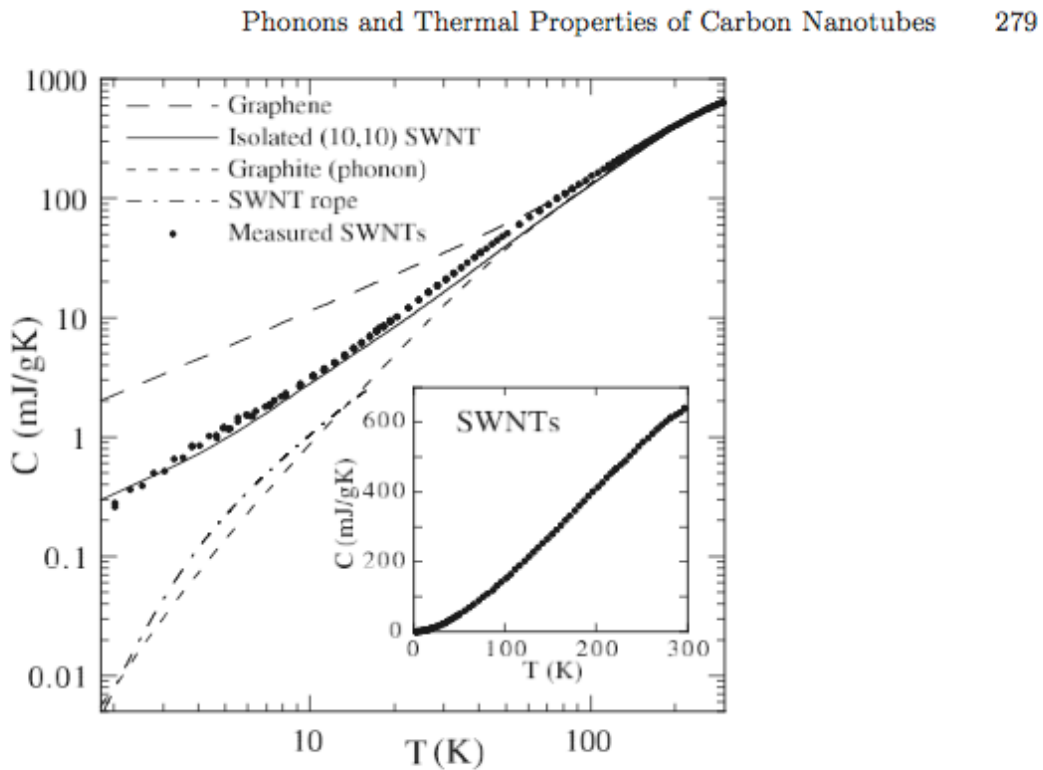 Phonons and Thermal Properties of Carbon Nanotubes 279
1000
100
10
1
0.1
0.01
C (mJ/gK)
Graphene
Isolated (10,10) SWNT
Graphite (phonon)
SWNT rope
Measured SWNTs
10
100
T (K)
SWNTs
600
400
200
0
C (mJ/gK)
0
100
200
300
T (K)